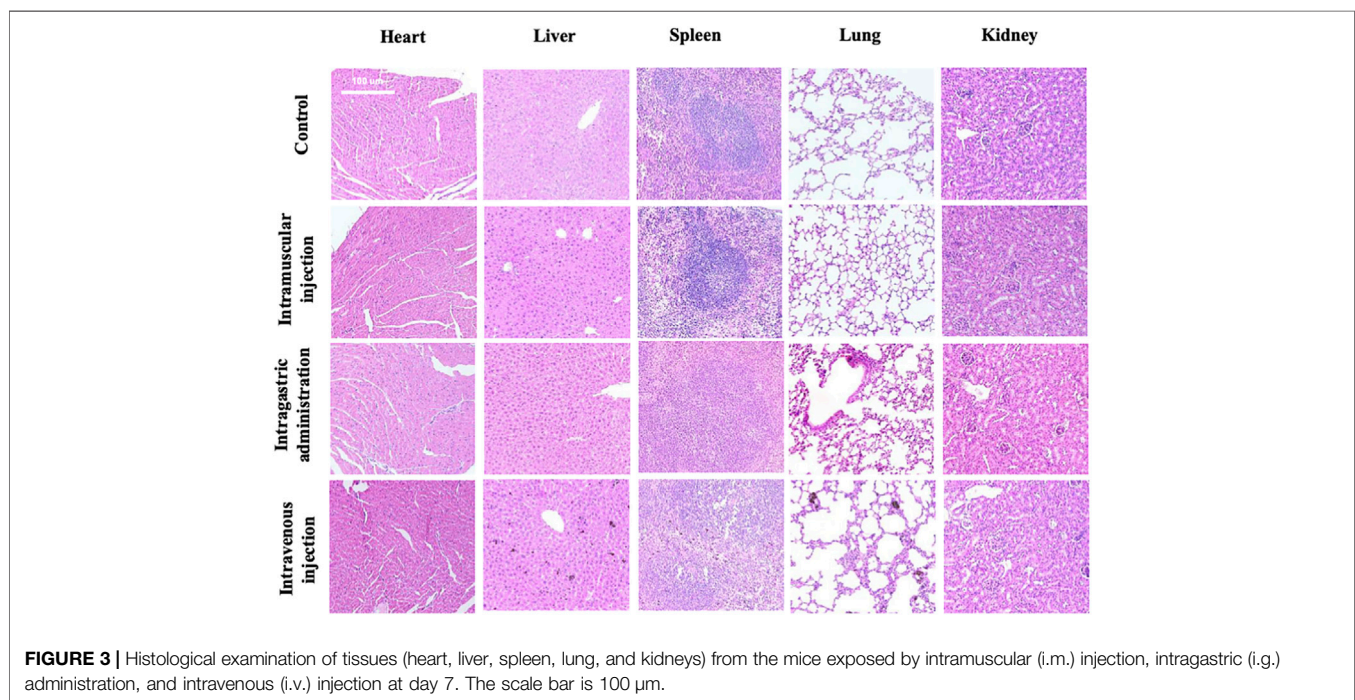 Heart Liver Spleen Lung Kidney
100 um
Control
Intramuscular
injection
Intragastric
administration
Intravenous
injection
FIGURE 3 | Histological examination of tissues (heart, liver, spleen, lung, and kidneys) from the mice exposed by intramuscular (i.m.) injection, intragastric (i.g.)
administration, and intravenous (i.v.) injection at day 7. The scale bar is 100 µm.